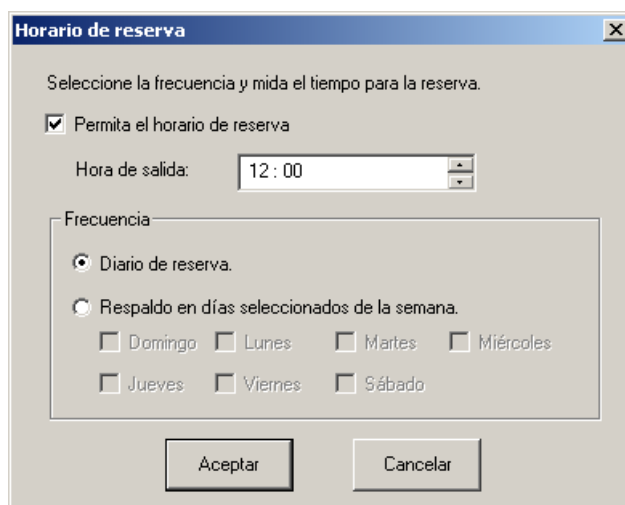 Horario de reserva
Seleccione la frecuencia y mida el tiempo para la reserva.
Permita el horario de reserva
Hora de salida: 12 : 00
Frecuencia
Diario de reserva.
Respaldo en días seleccionados de la semana.
Domingo Lunes Martes Miércoles
Jueves Viernes Sábado
Aceptar Cancelar